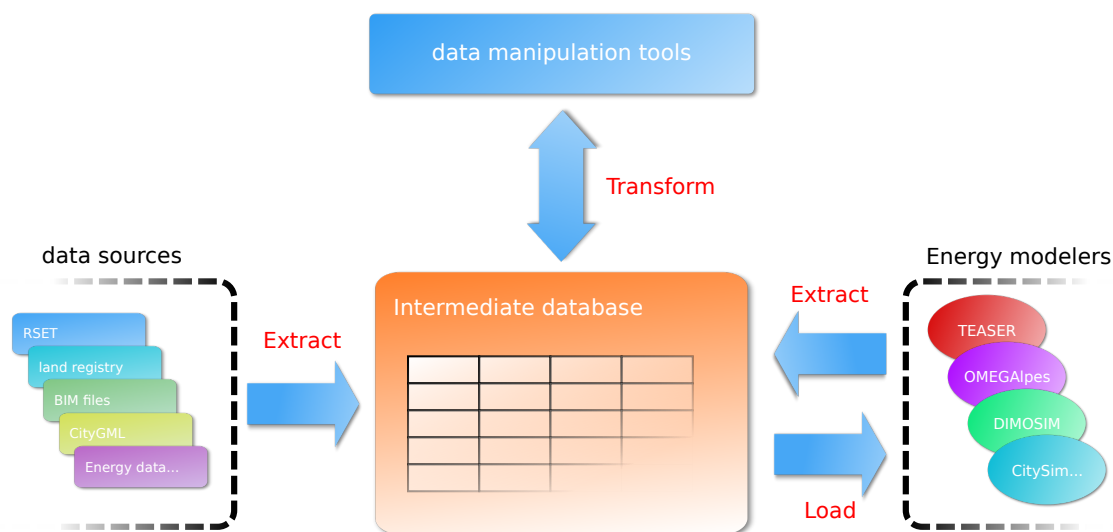 data manipulation tools
Transform
data sources
RSET
land registry
BIM files
CityGML
Energy data...
Extract
Intermediate database
Extract
Load
Energy modelers
TEASER
OMEGAlpes
DIMOSIM
CitySim...